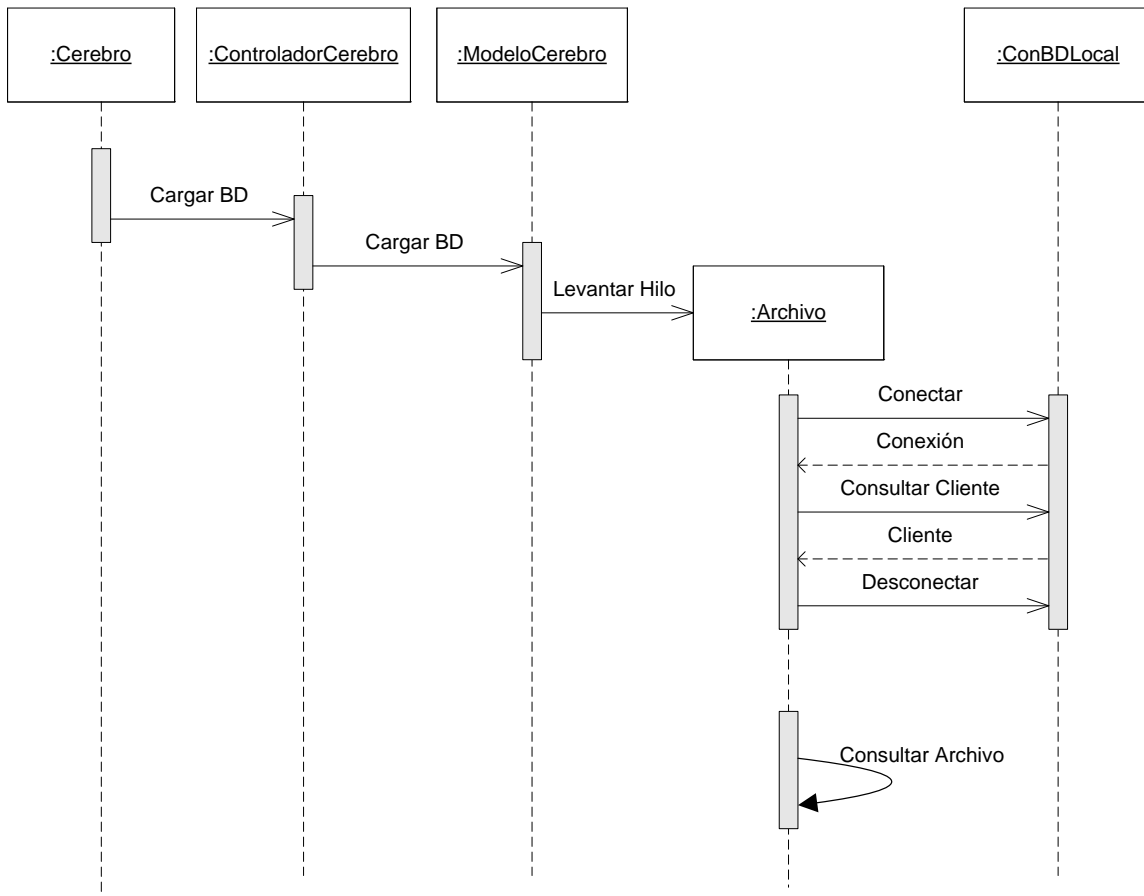 :Cerebro
:ControladorCerebro
:ModeloCerebro
:ConBDLocal
Cargar BD
Cargar BD
Levantar Hilo
:Archivo
Conectar
Conexión
Consultar Cliente
Cliente
Desconectar
Consultar Archivo